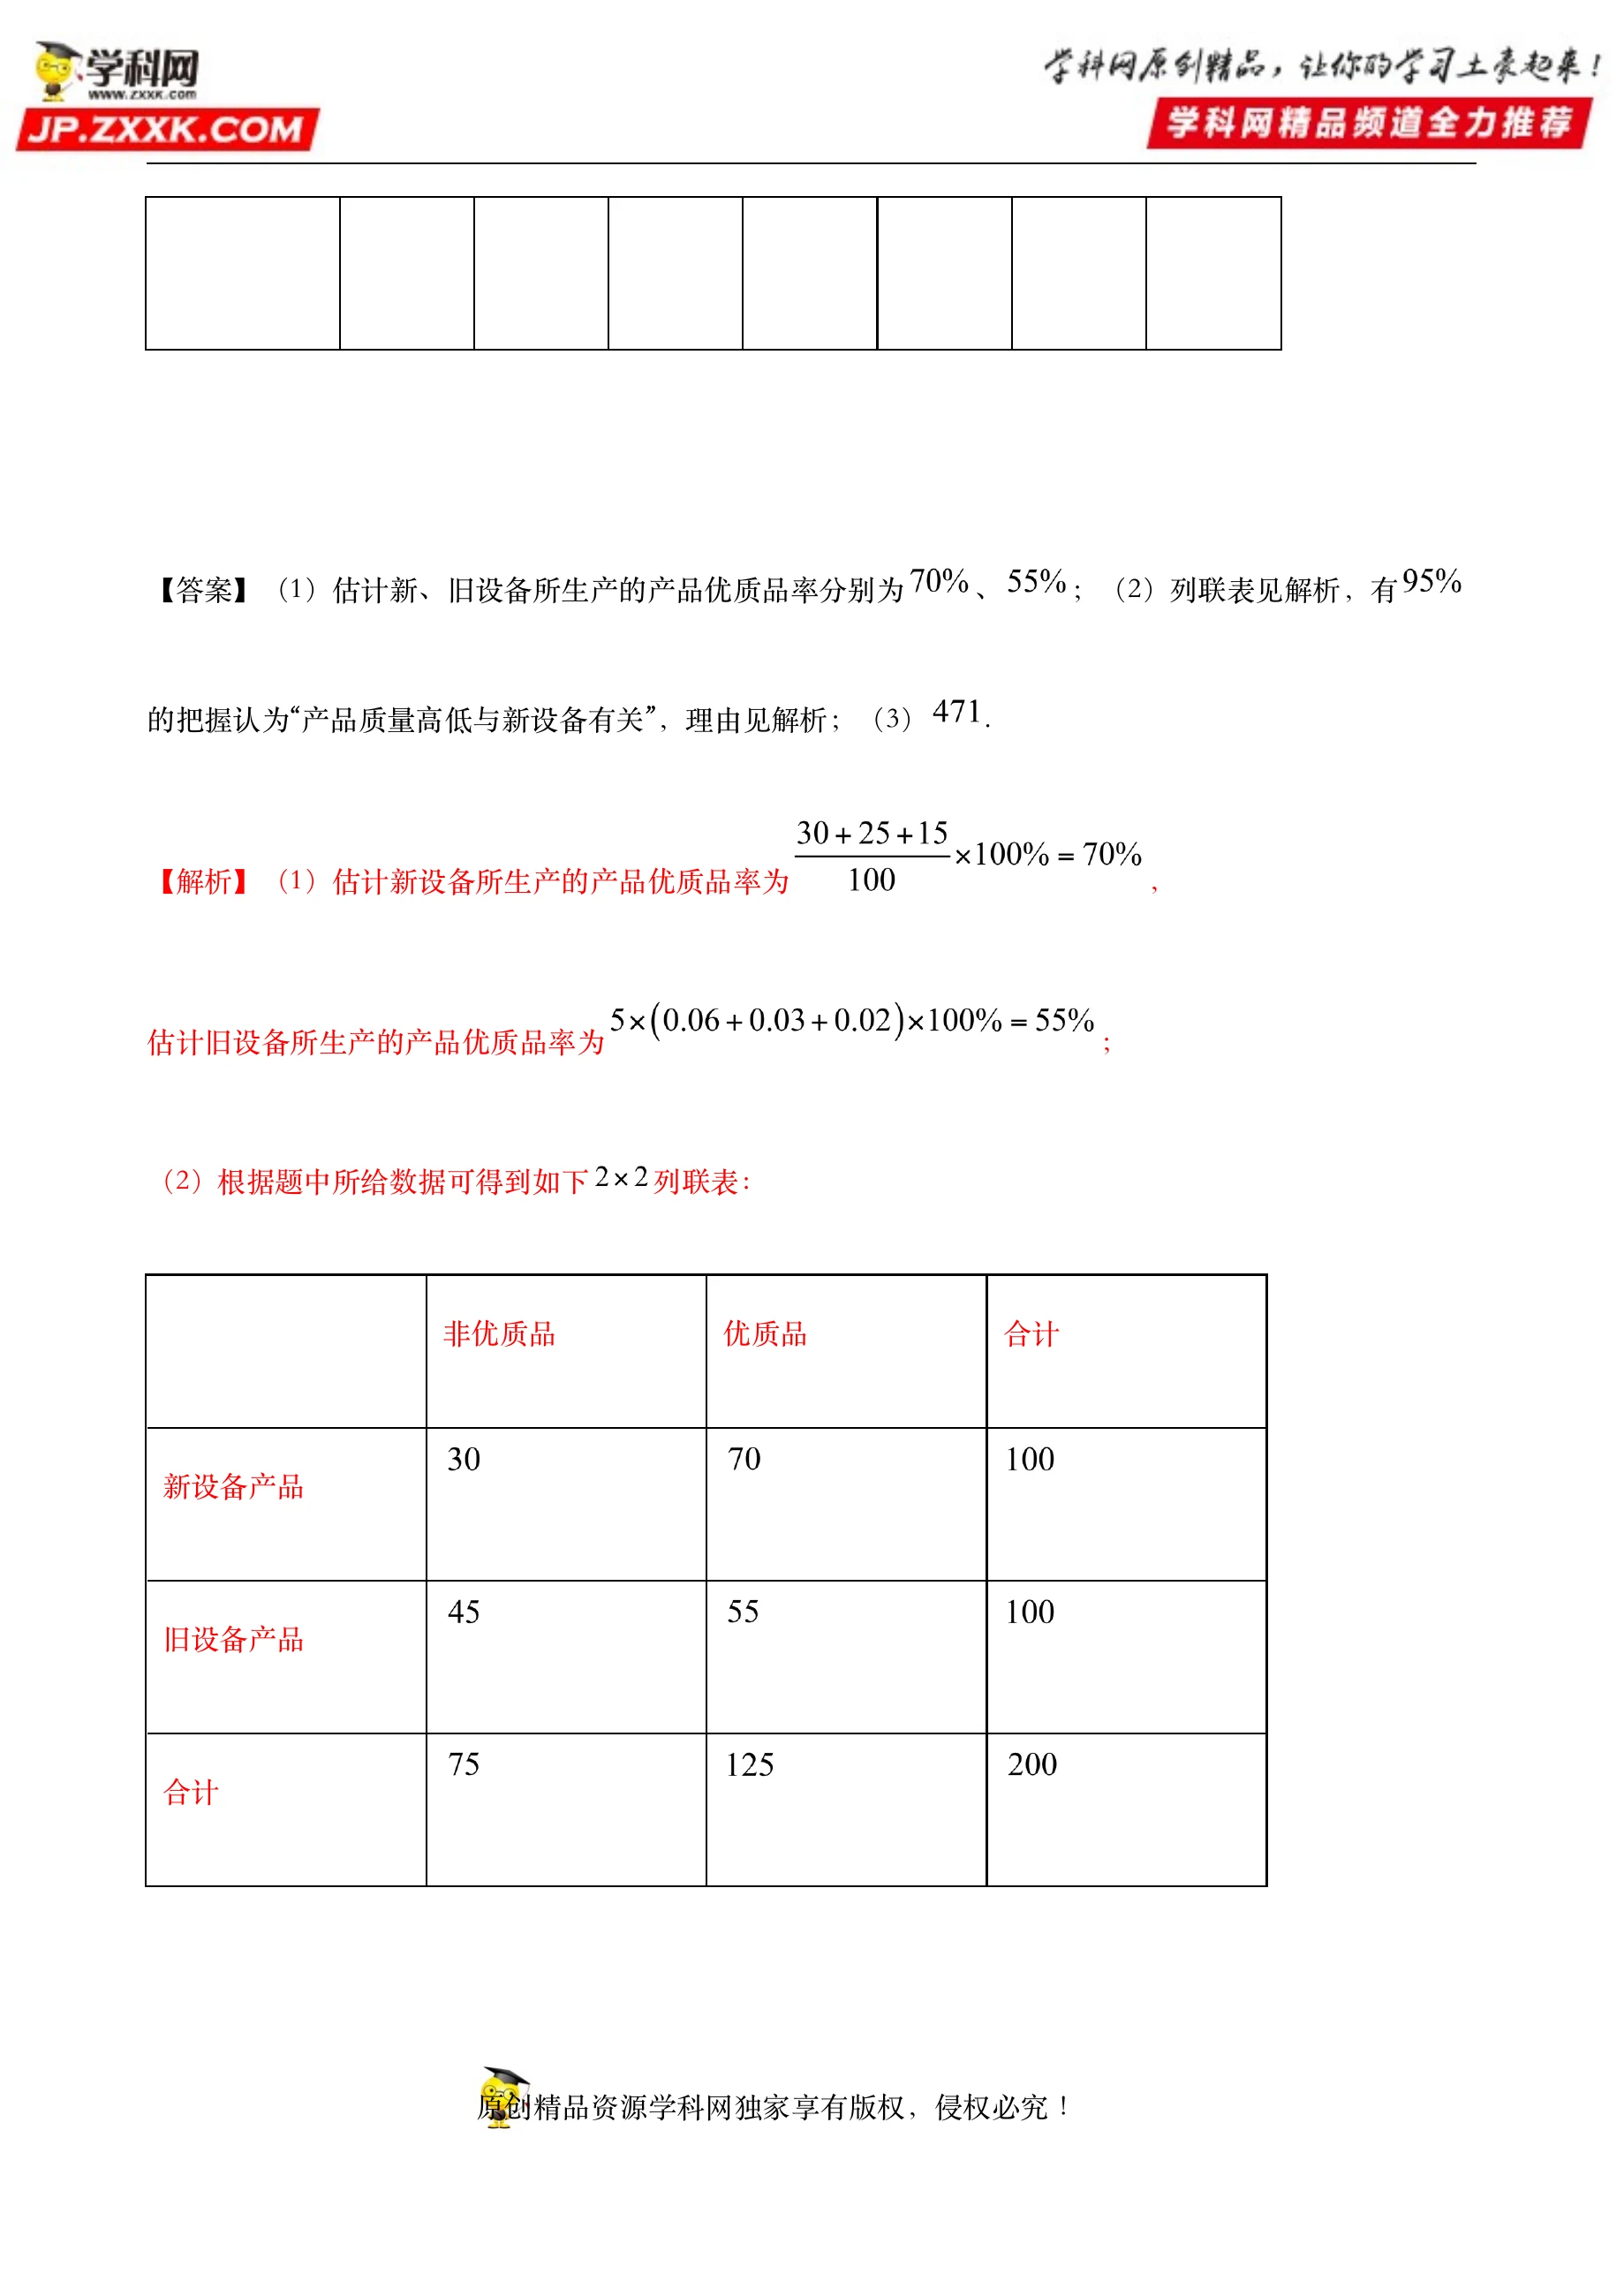 学科网
www.zxxk.com
JP.ZXXK.COM
学科网原创精品，让你的学习土豪起来！
学科网精品频道全力推荐
【答案】（1）估计新、旧设备所生产的产品优质品率分别为70%、55%；（2）列联表见解析，有95%
的把握认为“产品质量高低与新设备有关”，理由见解析；（3）471.
【解析】（1）估计新设备所生产的产品优质品率为 (30+25+15)/100 ×100% = 70%，
估计旧设备所生产的产品优质品率为5×(0.06+0.03+0.02)×100% = 55%；
（2）根据题中所给数据可得到如下2×2列联表：
非优质品 优质品 合计
新设备产品 30 70 100
旧设备产品 45 55 100
合计 75 125 200
原创精品资源学科网独家享有版权，侵权必究！